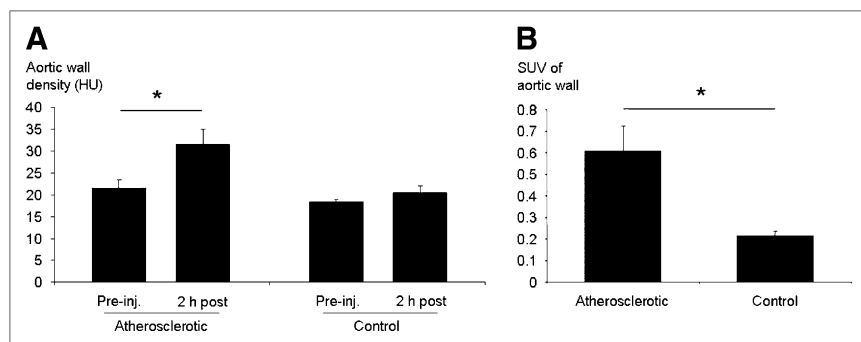 A
Aortic wall
density (HU)
*
40
35
30
25
20
15
10
5
0
Pre-inj. 2 h post Pre-inj. 2 h post
Atherosclerotic Control
B
SUV of
aortic wall
*
0.8
0.7
0.6
0.5
0.4
0.3
0.2
0.1
0
Atherosclerotic Control